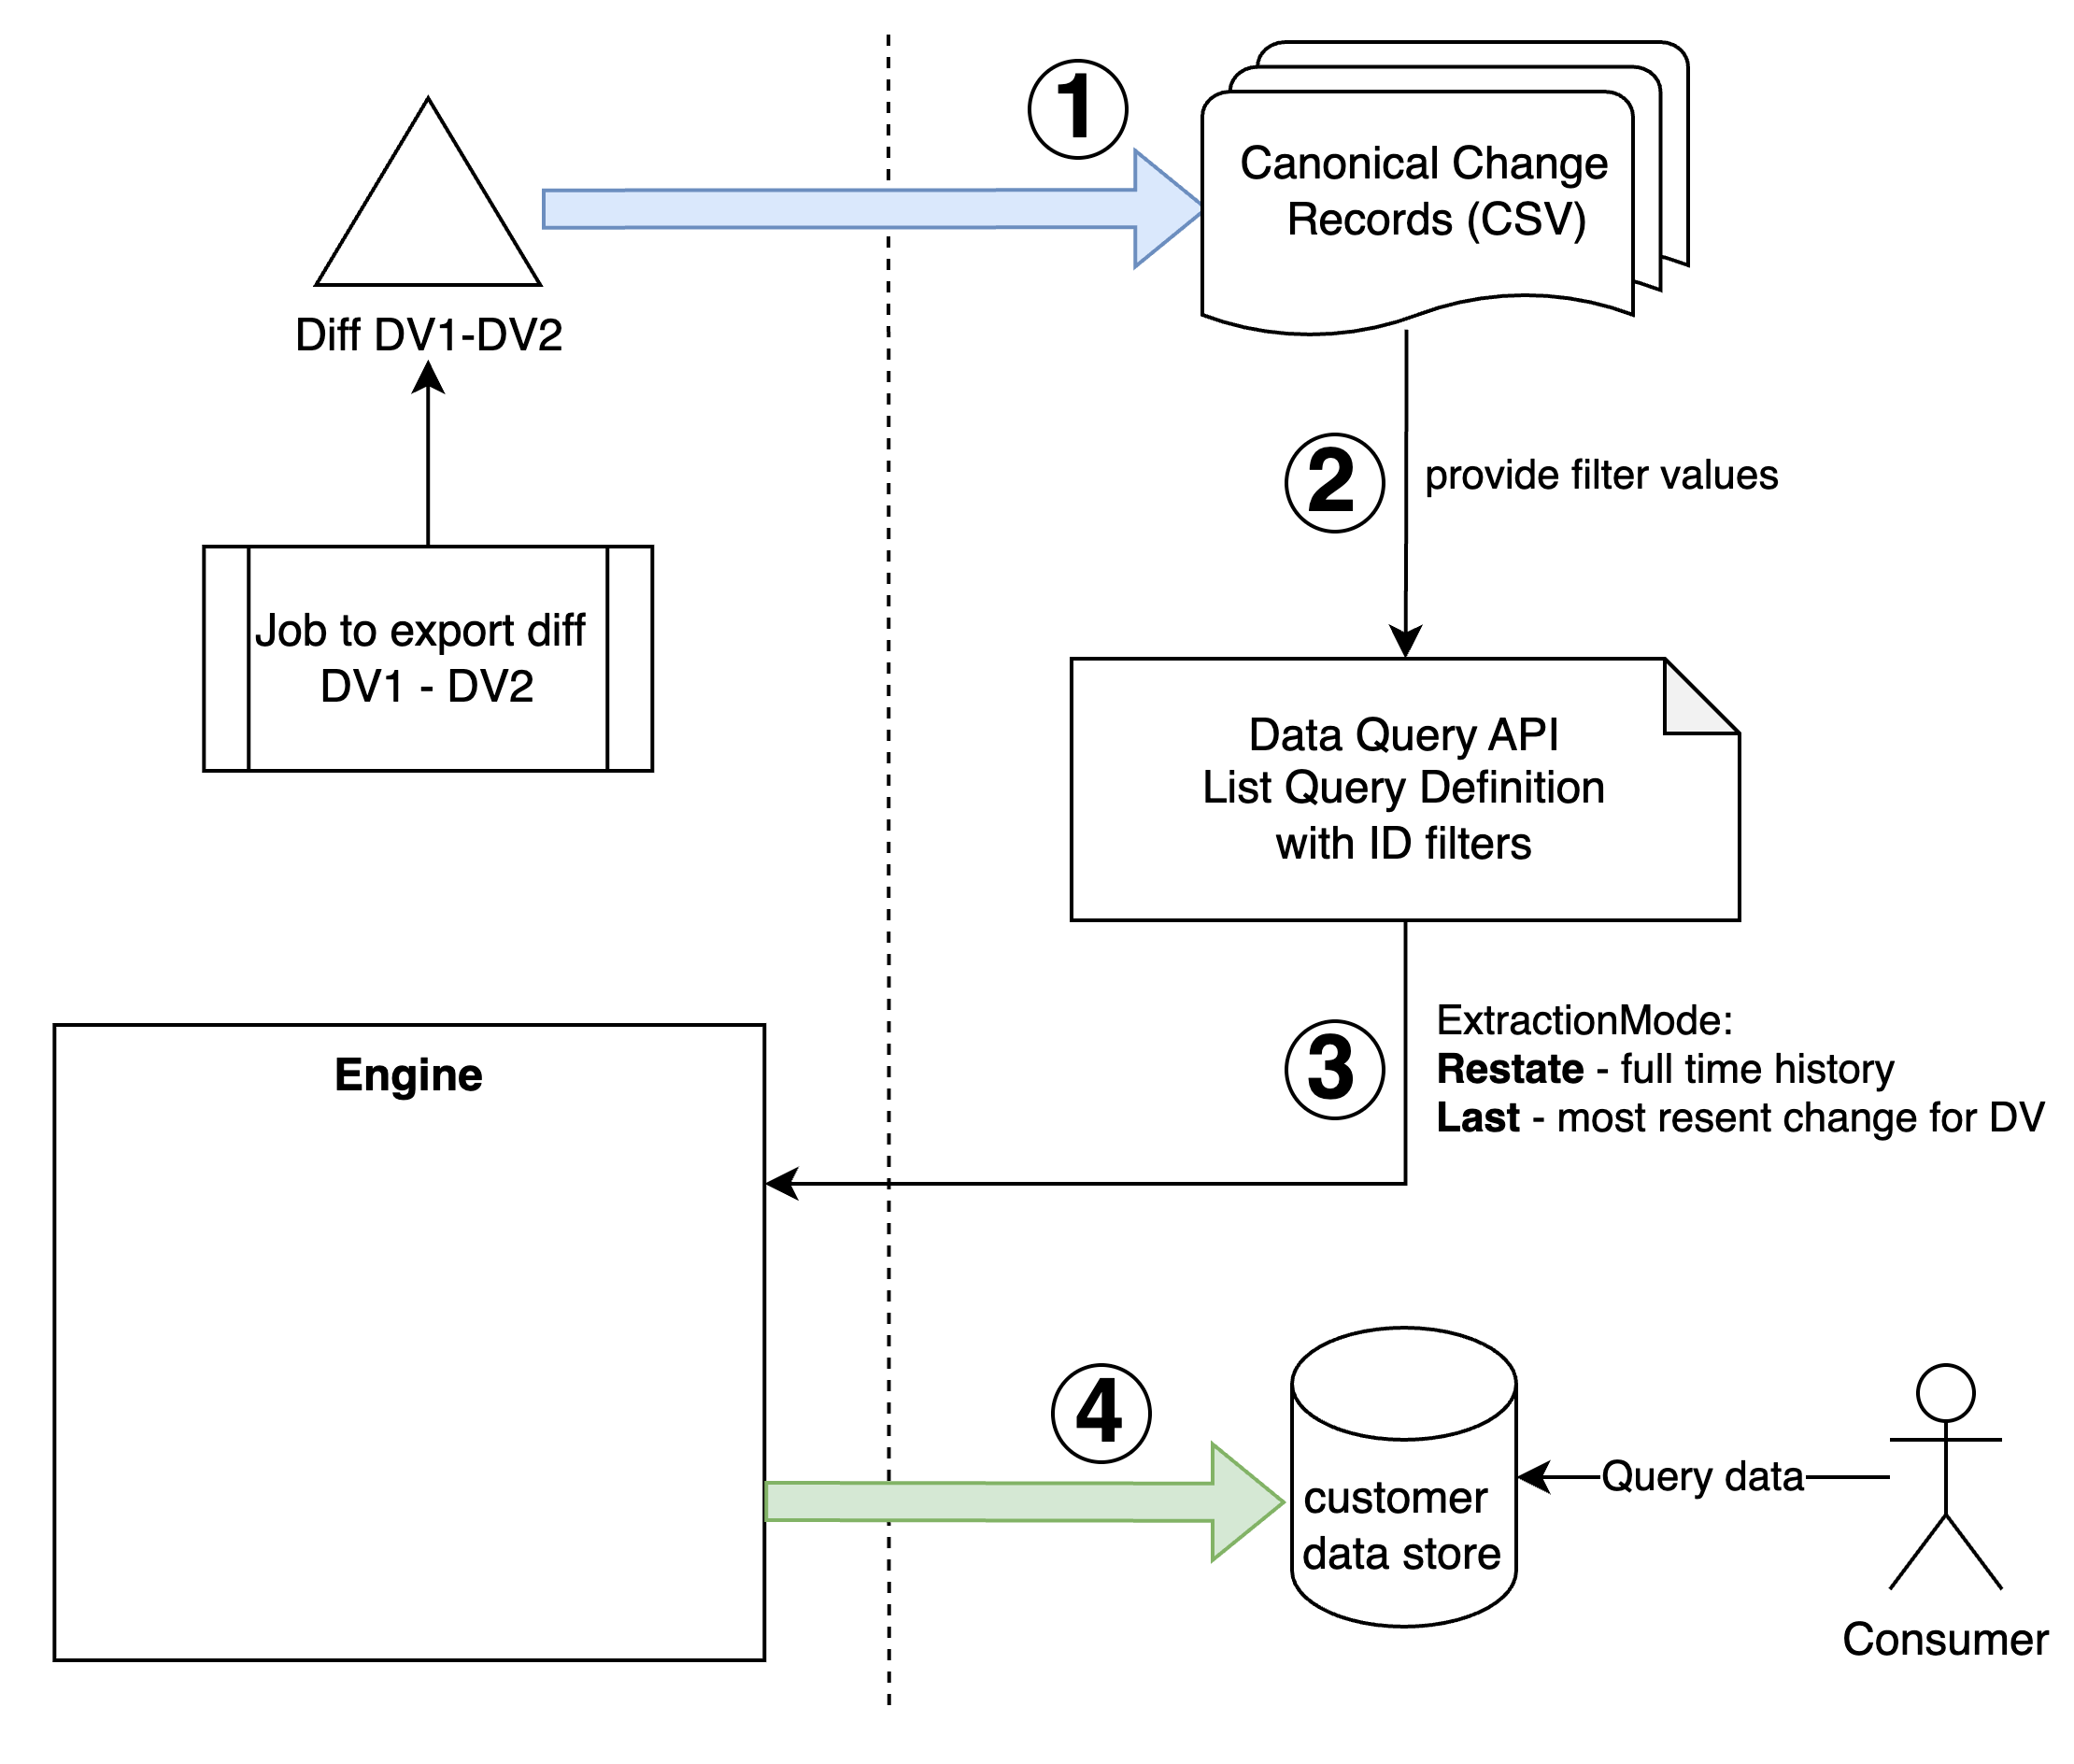 1
Canonical Change
Records (CSV)
Diff DV1-DV2
2
provide filter values
Job to export diff
DV1 - DV2
Data Query API
List Query Definition
with ID filters
Engine
3
ExtractionMode:
Restate - full time history
Last - most resent change for DV
4
customer
data store
Query data
Consumer